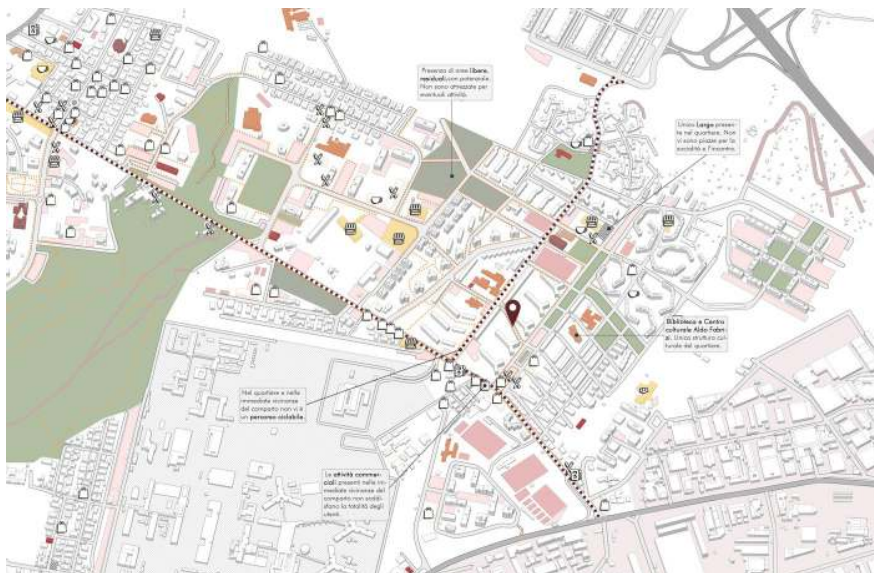 Presenza di aree libere,
residuali con potenziale.
Non sono attrezzate per
eventuali attività.
Unico Largo presen-
te nel quartiere. Non
vi sono piazze per la
socialità e l'incontro.
Biblioteca e Centro
culturale Aldo Fabri-
zi. Unica struttura cul-
turale del quartiere.
Nel quartiere e nelle
immediate vicinanze
del comparto non vi è
un percorso ciclabile.
Le attività commer-
ciali presenti nelle im-
mediate vicinanze del
comparto non soddi-
sfano la totalità degli
utenti.